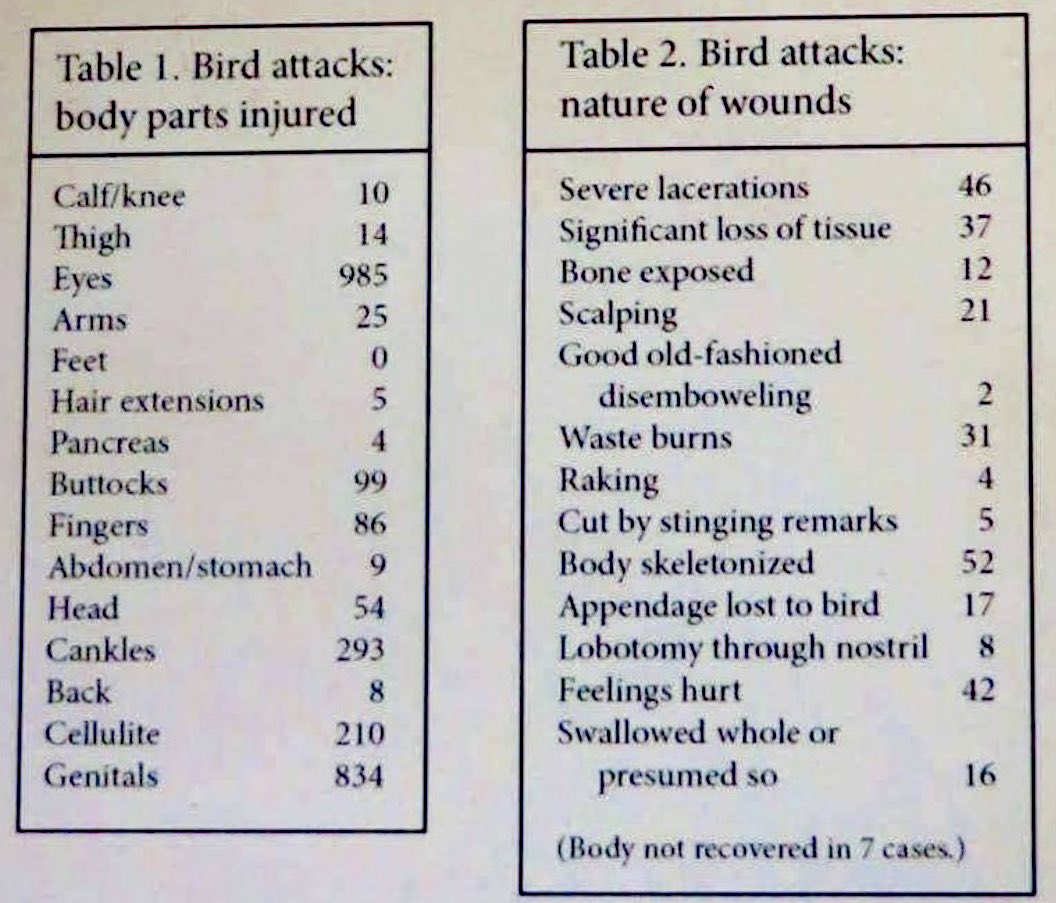 Table 1. Bird attacks:
body parts injured
Calf/knee 10
Thigh 14
Eyes 985
Arms 25
Feet 0
Hair extensions 5
Pancreas 4
Buttocks 99
Fingers 86
Abdomen/stomach 9
Head 54
Cankles 293
Back 8
Cellulite 210
Genitals 834
Table 2. Bird attacks:
nature of wounds
Severe lacerations 46
Significant loss of tissue 37
Bone exposed 12
Scalping 21
Good old-fashioned
disemboweling 2
Waste burns 31
Raking 4
Cut by stinging remarks 5
Body skeletonized 52
Appendage lost to bird 17
Lobotomy through nostril 8
Feelings hurt 42
Swallowed whole or
presumed so 16
(Body not recovered in 7 cases.)